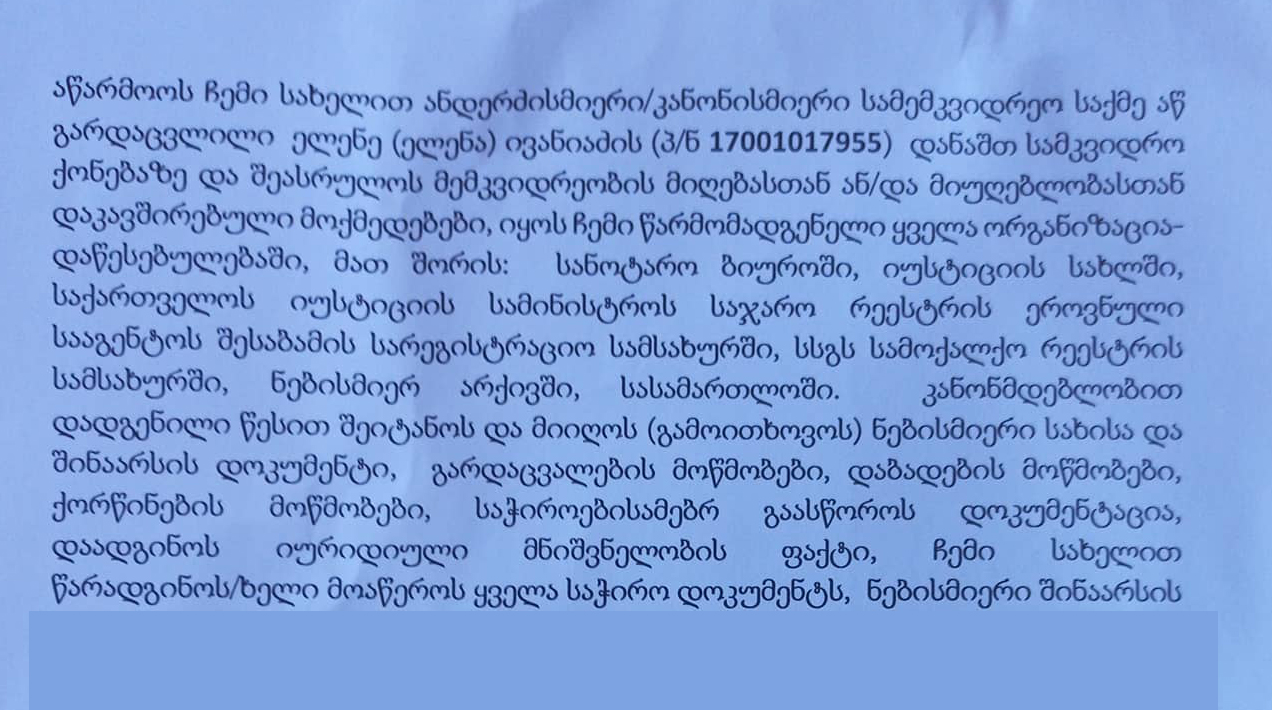 აწარმოოს ჩემი სახელით ანდერძისმიერი/კანონისმიერი სამემკვიდრეო საქმე აწ
გარდაცვლილი ელენე (ელენა) ივანიაძის (პ/ნ 17001017955) დანაშთ სამკვიდრო
ქონებაზე და შეასრულოს მემკვიდრეობის მიღებასთან ან/და მიუღებლობასთან
დაკავშირებული მოქმედებები, იყოს ჩემი წარმომადგენელი ყველა ორგანიზაცია-
დაწესებულებაში, მათ შორის: სანოტარო ბიუროში, იუსტიციის სახლში,
საქართველოს იუსტიციის სამინისტროს საჯარო რეესტრის ეროვნული
სააგენტოს შესაბამის სარეგისტრაციო სამსახურში, სსგს სამოქალქო რეესტრის
სამსახურში, ნებისმიერ არქივში, სასამართლოში. კანონმდებლობით
დადგენილი წესით შეიტანოს და მიიღოს (გამოითხოვოს) ნებისმიერი სახისა და
შინაარსის დოკუმენტი, გარდაცვალების მოწმობები, დაბადების მოწმობები,
ქორწინების მოწმობები, საჭიროებისამებრ გაასწოროს დოკუმენტაცია,
დაადგინოს იურიდიული მნიშვნელობის ფაქტი, ჩემი სახელით
წარადგინოს/ხელი მოაწეროს ყველა საჭირო დოკუმენტს, ნებისმიერი შინაარსის